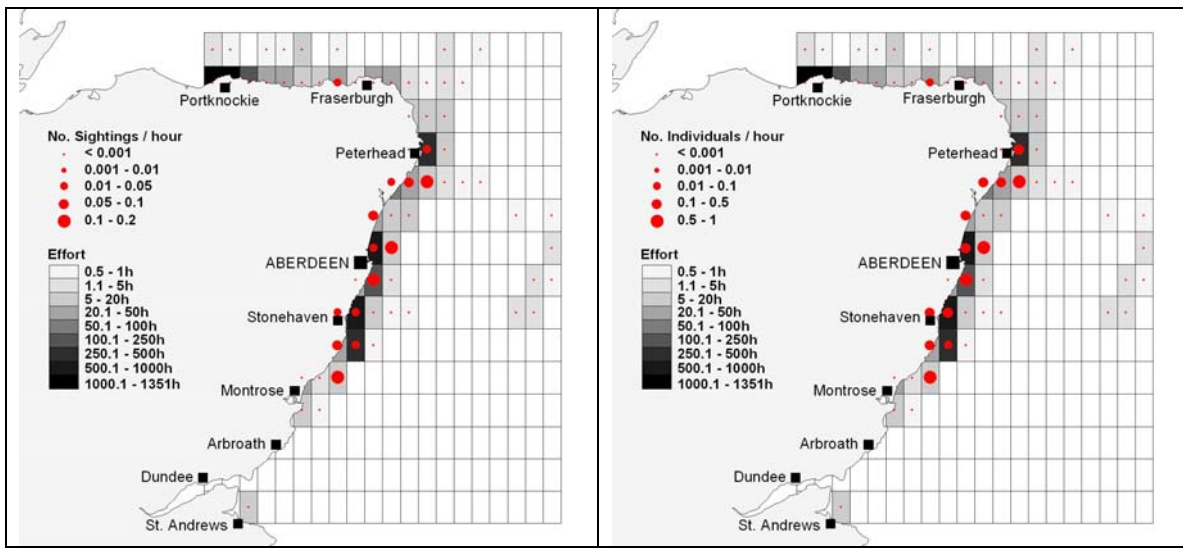 Portknockie
Fraserburgh
No. Sightings / hour
< 0.001
0.001 - 0.01
0.01 - 0.05
0.05 - 0.1
0.1 - 0.2
Peterhead
Effort
0.5 - 1h
1.1 - 5h
5 - 20h
20.1 - 50h
50.1 - 100h
100.1 - 250h
250.1 - 500h
500.1 - 1000h
1000.1 - 1351h
ABERDEEN
Stonehaven
Montrose
Arbroath
Dundee
St. Andrews
Portknockie
Fraserburgh
No. Individuals / hour
< 0.001
0.001 - 0.01
0.01 - 0.1
0.1 - 0.5
0.5 - 1
Peterhead
Effort
0.5 - 1h
1.1 - 5h
5 - 20h
20.1 - 50h
50.1 - 100h
100.1 - 250h
250.1 - 500h
500.1 - 1000h
1000.1 - 1351h
ABERDEEN
Stonehaven
Montrose
Arbroath
Dundee
St. Andrews